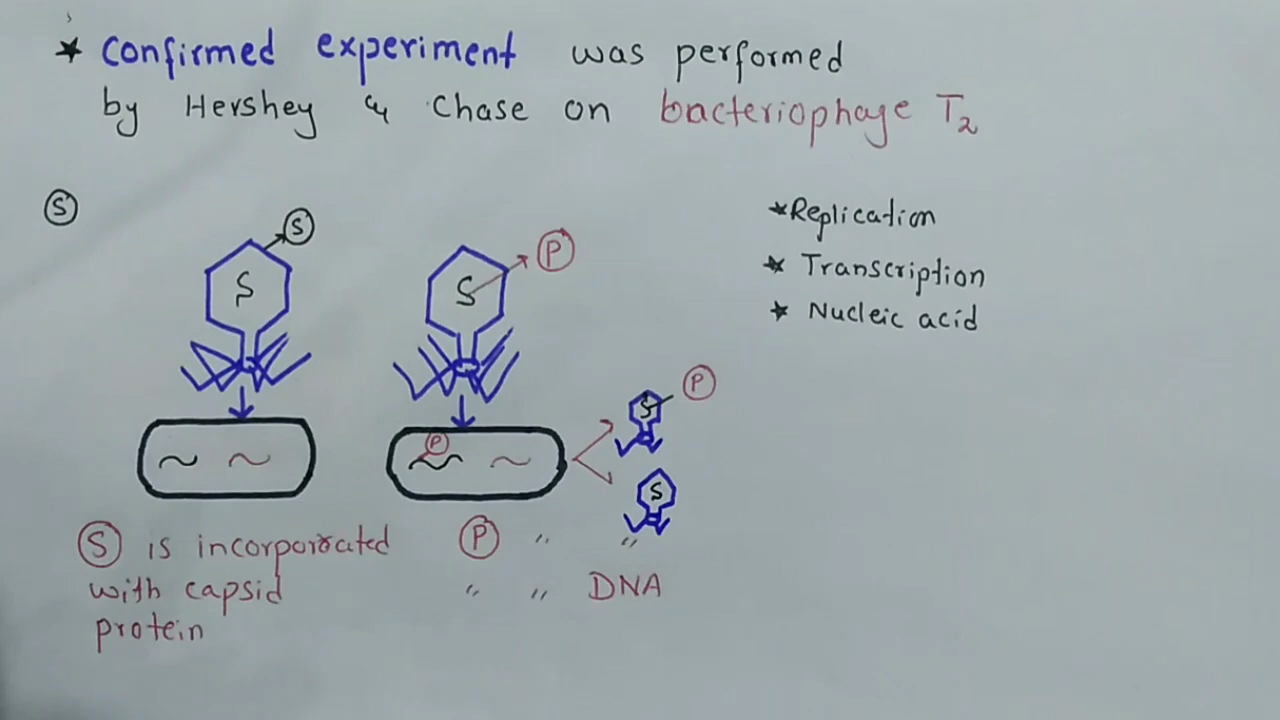 * Confirmed experiment was performed
by Hershey & Chase on bacteriophage T2
S
S
P
* Replication
* Transcription
* Nucleic acid
S
S
P
S
P
S
S is incorporated
with capsid
protein
P " "
" " DNA